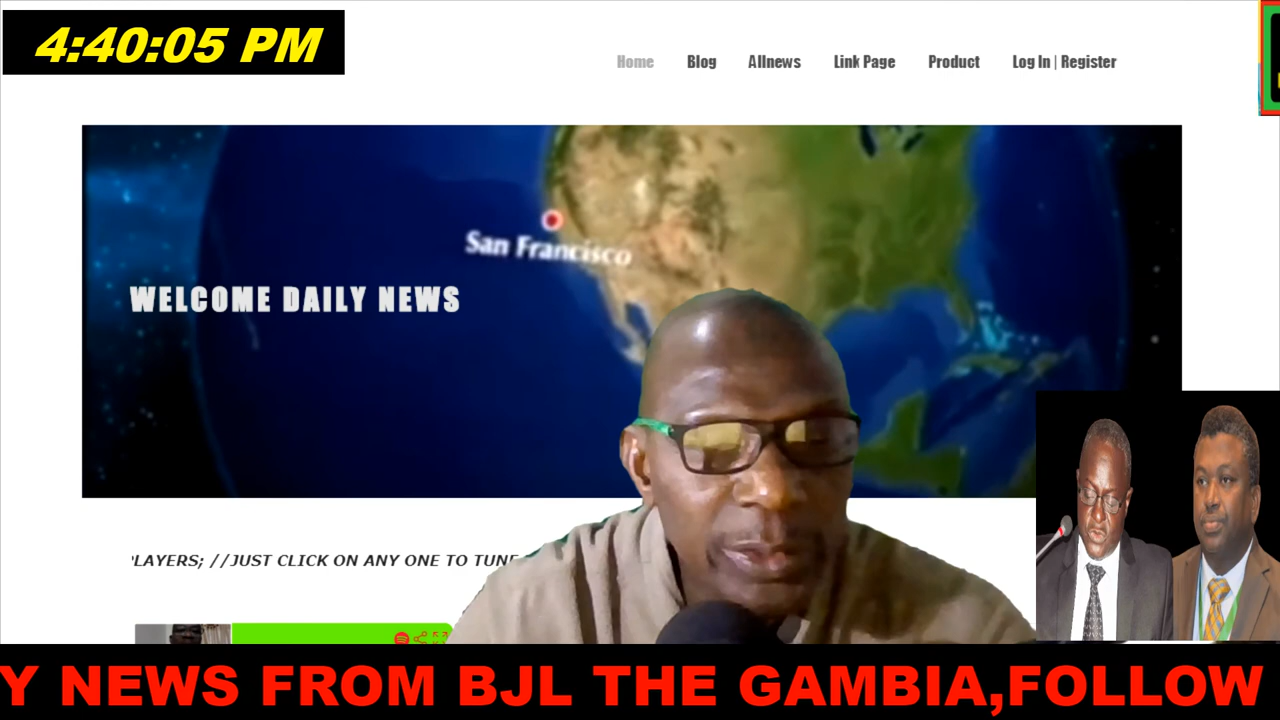 4:40:05 PM
Home Blog Allnews Link Page Product Log In | Register
San Francisco
WELCOME DAILY NEWS
'LAYERS; //JUST CLICK ON ANY ONE TO TUNE
Y NEWS FROM BJL THE GAMBIA,FOLLOW